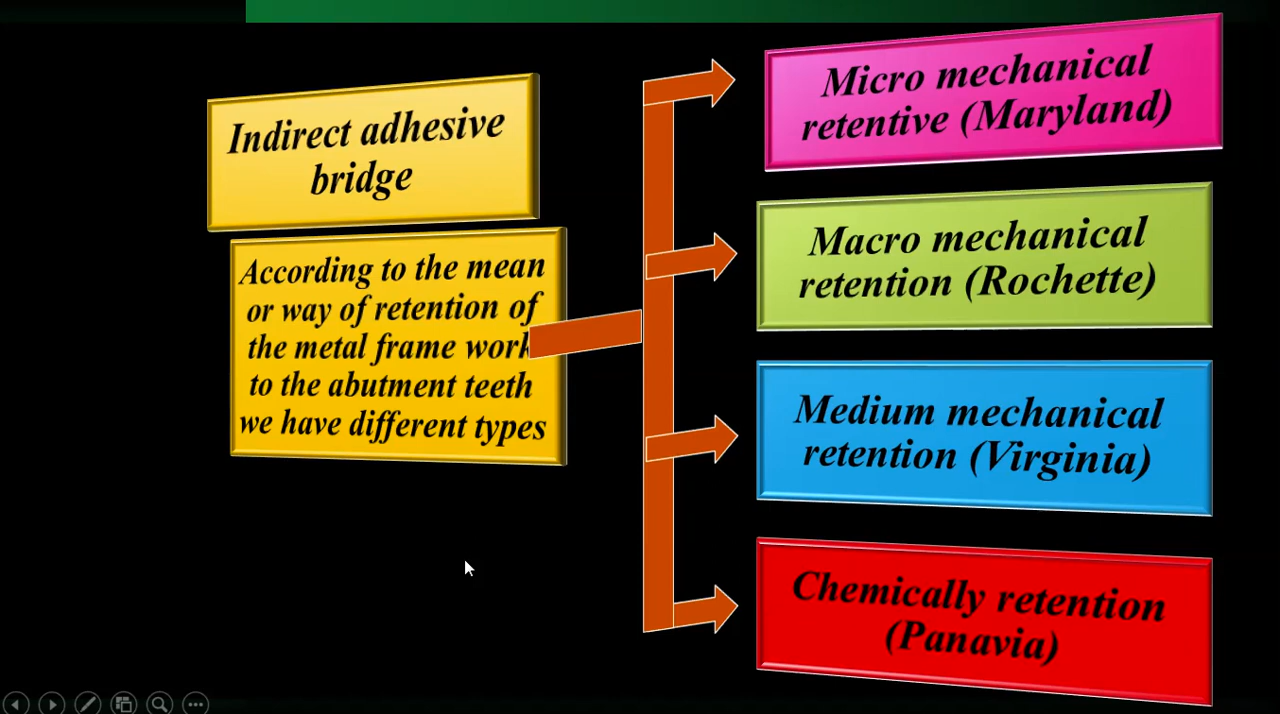 Indirect adhesive
bridge
According to the mean
or way of retention of
the metal frame work
to the abutment teeth
we have different types
Micro mechanical
retentive (Maryland)
Macro mechanical
retention (Rochette)
Medium mechanical
retention (Virginia)
Chemically retention
(Panavia)